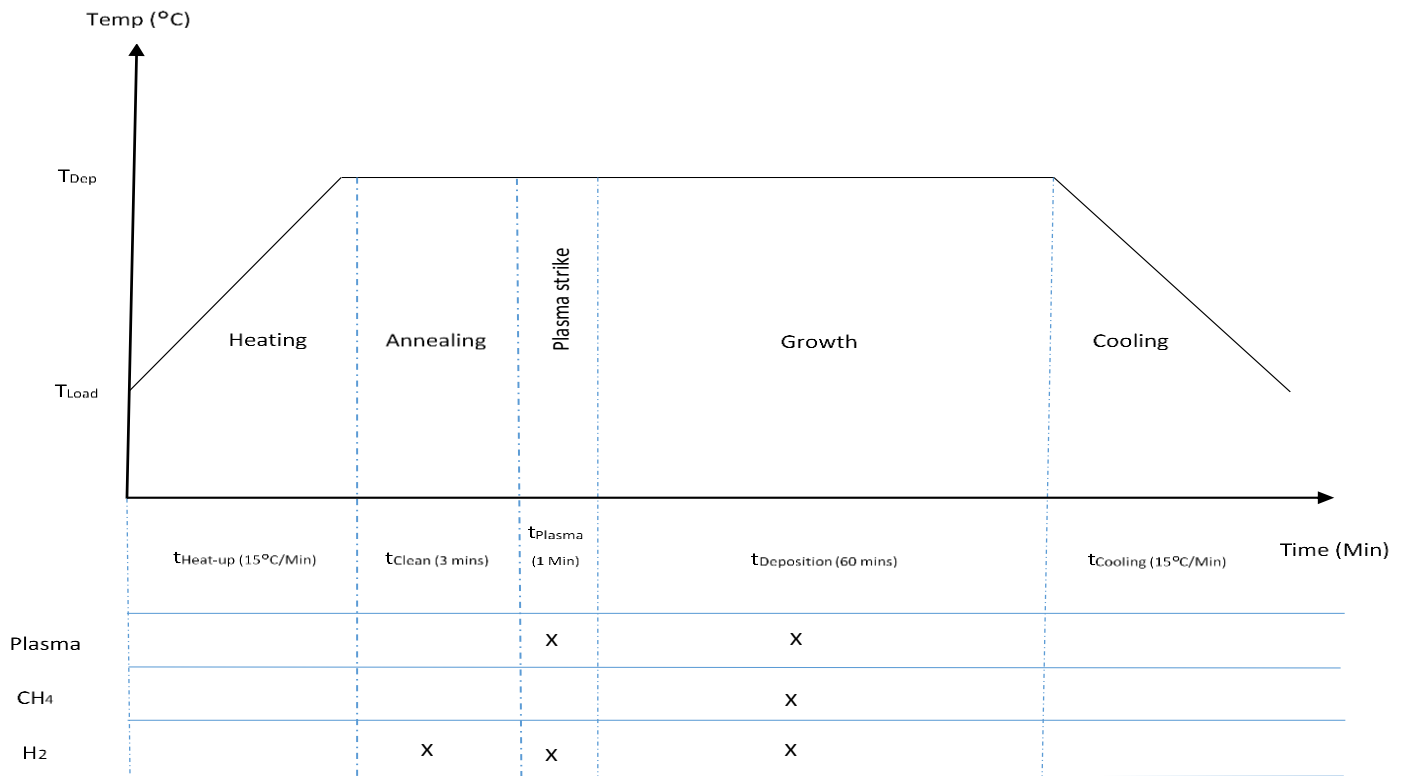 Temp (°C)
TDep
Plasma strike
Heating
Annealing
Growth
Cooling
TLoad
tPlasma
(1 Min)
tHeat-up (15°C/Min)
tClean (3 mins)
tDeposition (60 mins)
tCooling (15°C/Min)
Time (Min)
Plasma x x
CH4 x
H2 x x x